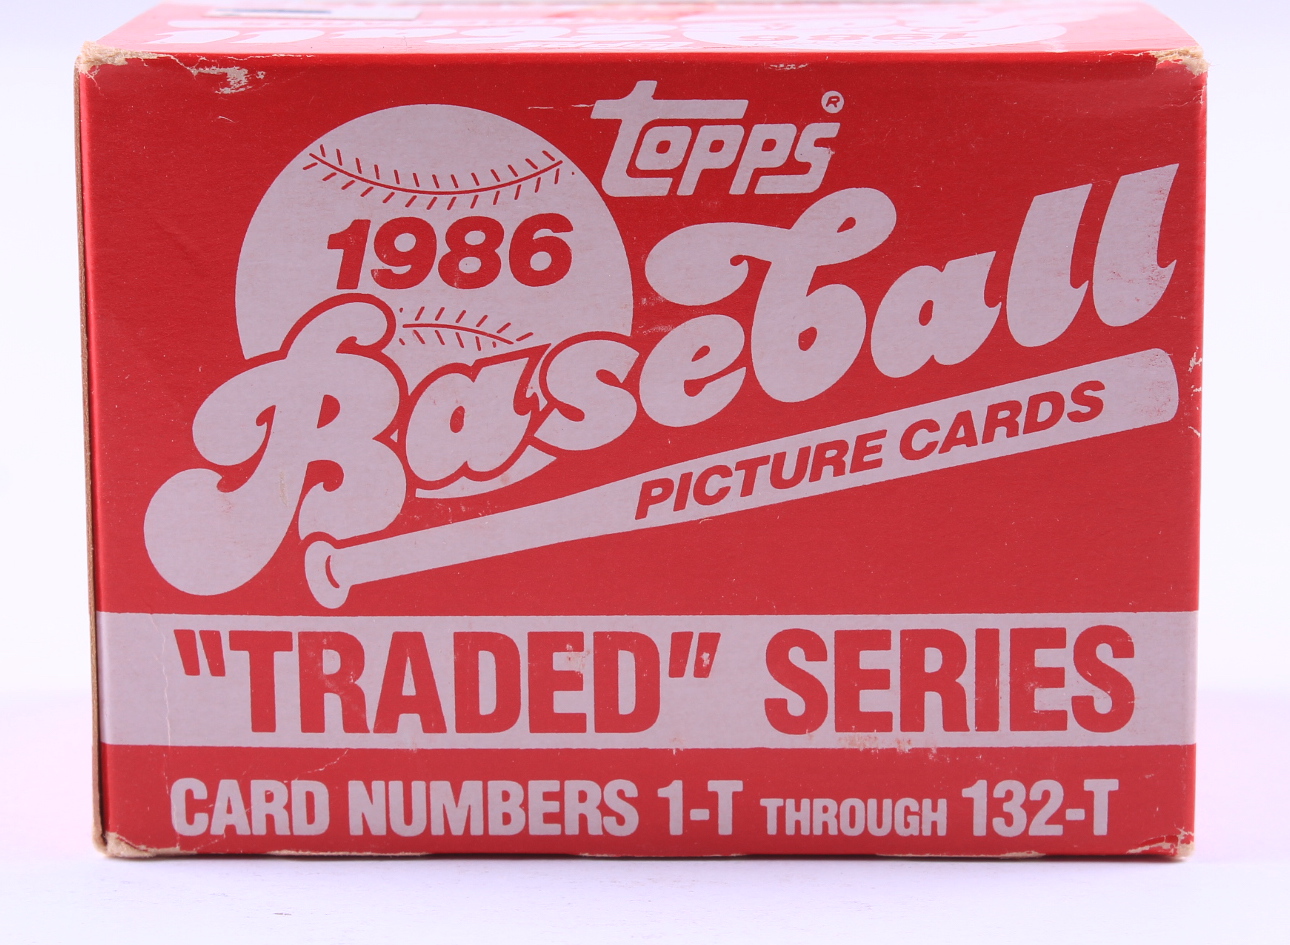 topps®
1986
Baseball
PICTURE CARDS
"TRADED" SERIES
CARD NUMBERS 1-T THROUGH 132-T